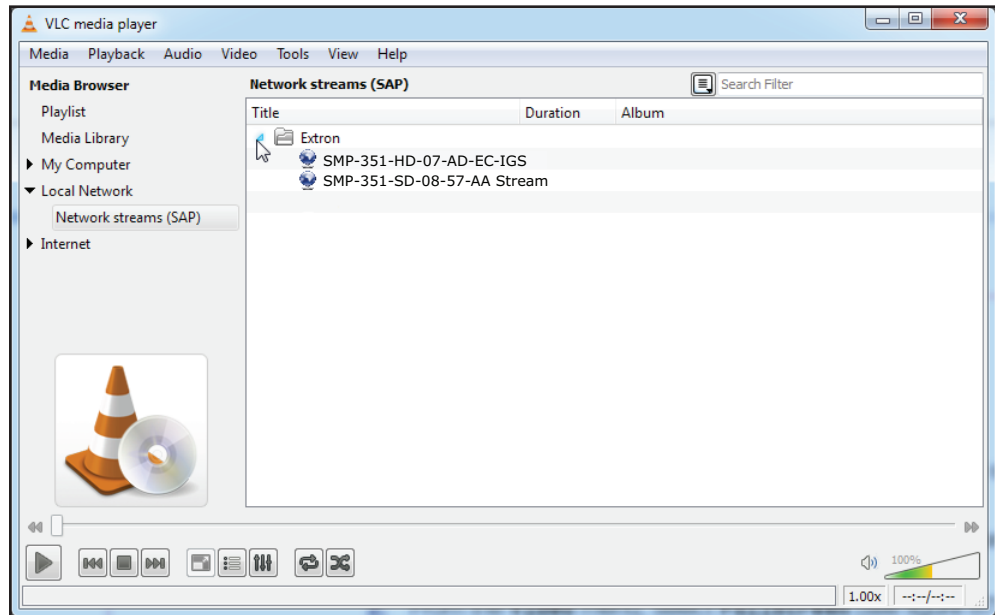 VLC media player
Media Playback Audio Video Tools View Help
Media Browser
Playlist
Media Library
My Computer
Local Network
Network streams (SAP)
Internet
Network streams (SAP)
Search Filter
Title Duration Album
Extron
SMP-351-HD-07-AD-EC-IGS
SMP-351-SD-08-57-AA Stream
100%
1.00x --:--/--:--